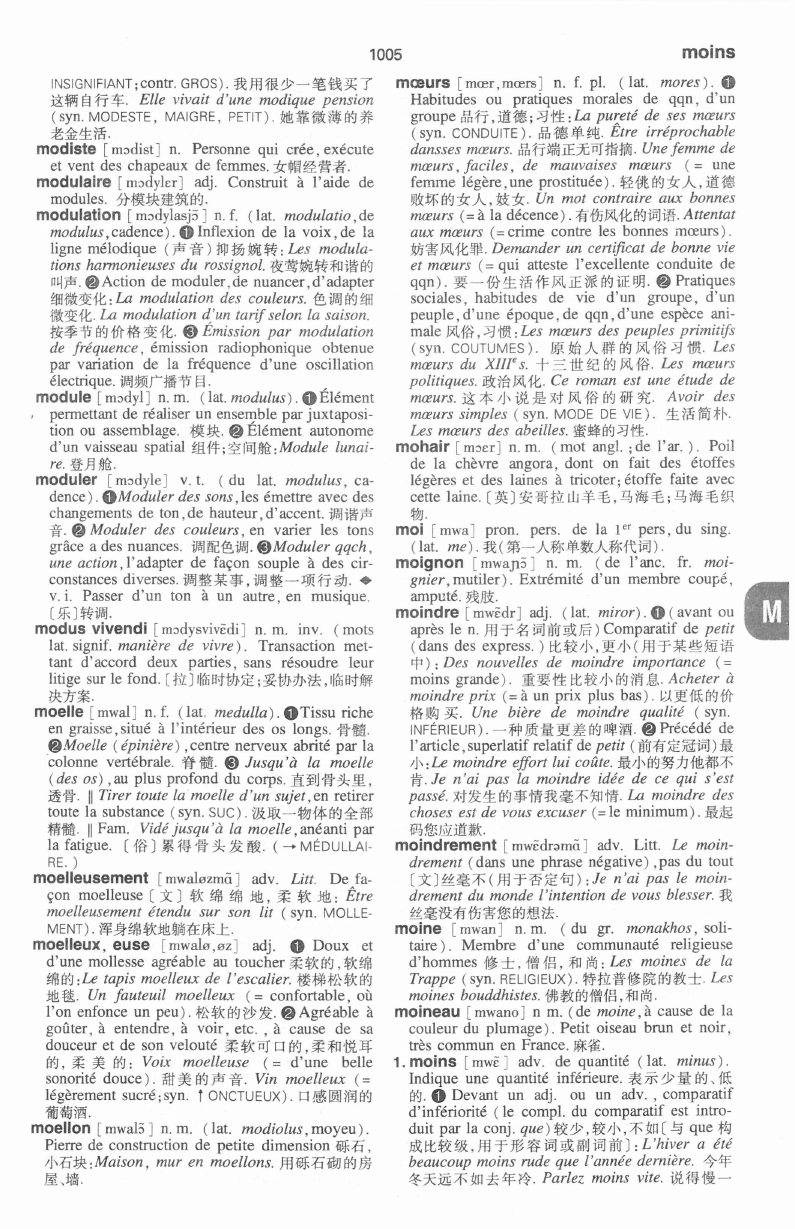 1005
moins
INSIGNIFIANT; contr. GROS). 我用很少一笔钱买了
这辆自行车. Elle vivait d'une modique pension
(syn. MODESTE, MAIGRE, PETIT). 她靠微薄的养
老金生活.
modiste [mɔdist] n. Personne qui crée, exécute
et vent des chapeaux de femmes. 女帽经营者.
modulaire [mɔdylɛr] adj. Construit à l'aide de
modules. 分模块建筑的.
modulation [mɔdylasjɔ̃] n. f. (lat. modulatio, de
modulus, cadence). ❶ Inflexion de la voix, de la
ligne mélodique (声音)抑扬婉转: Les modula-
tions harmonieuses du rossignol. 夜莺婉转和谐的
叫声. ❷ Action de moduler, de nuancer, d'adapter
细微变化: La modulation des couleurs. 色调的细
微变化. La modulation d'un tarif selon la saison.
按季节的价格变化. ❸ Émission par modulation
de fréquence, émission radiophonique obtenue
par variation de la fréquence d'une oscillation
électrique. 调频广播节目.
module [mɔdyl] n. m. (lat. modulus). ❶ Élément
permettant de réaliser un ensemble par juxtaposi-
tion ou assemblage. 模块. ❷ Élément autonome
d'un vaisseau spatial 组件;空间舱: Module lunai-
re. 登月舱.
moduler [mɔdyle] v. t. (du lat. modulus, ca-
dence). ❶ Moduler des sons, les émettre avec des
changements de ton, de hauteur, d'accent. 调谐声
音. ❷ Moduler des couleurs, en varier les tons
grâce a des nuances. 调配色调. ❸ Moduler qqch,
une action, l'adapter de façon souple à des cir-
constances diverses. 调整某事,调整一项行动. ◆
v. i. Passer d'un ton à un autre, en musique.
〔乐〕转调.
modus vivendi [mɔdysvivɛ̃di] n. m. inv. (mots
lat. signif. manière de vivre). Transaction met-
tant d'accord deux parties, sans résoudre leur
litige sur le fond. 〔拉〕临时协定;妥协办法,临时解
决方案.
moelle [mwal] n. f. (lat. medulla). ❶ Tissu riche
en graisse, situé à l'intérieur des os longs. 骨髓.
❷ Moelle (épinière), centre nerveux abrité par la
colonne vertébrale. 脊髓. ❸ Jusqu'à la moelle
(des os), au plus profond du corps. 直到骨头里,
透骨. ‖ Tirer toute la moelle d'un sujet, en retirer
toute la substance (syn. SUC). 汲取一物体的全部
精髓. ‖ Fam. Vidé jusqu'à la moelle, anéanti par
la fatigue. 〔俗〕累得骨头发酸. (→ MÉDULLAI-
RE.)
moelleusement [mwaløzmɑ̃] adv. Litt. De fa-
çon moelleuse 〔文〕软绵绵地,柔软地: Être
moelleusement étendu sur son lit (syn. MOLLE-
MENT). 浑身绵软地躺在床上.
moelleux, euse [mwalø, øz] adj. ❶ Doux et
d'une mollesse agréable au toucher 柔软的,软绵
绵的: Le tapis moelleux de l'escalier. 楼梯松软的
地毯. Un fauteuil moelleux (= confortable, où
l'on enfonce un peu). 松软的沙发. ❷ Agréable à
goûter, à entendre, à voir, etc., à cause de sa
douceur et de son velouté 柔软可口的,柔和悦耳
的,柔美的: Voix moelleuse (= d'une belle
sonorité douce). 甜美的声音. Vin moelleux (=
légèrement sucré; syn. ↑ ONCTUEUX). 口感圆润的
葡萄酒.
moellon [mwalɔ̃] n. m. (lat. modiolus, moyeu).
Pierre de construction de petite dimension 砾石,
小石块: Maison, mur en moellons. 用砾石砌的房
屋、墙.
mœurs [mœr, mœrs] n. f. pl. (lat. mores). ❶
Habitudes ou pratiques morales de qqn, d'un
groupe 品行,道德;习性: La pureté de ses mœurs
(syn. CONDUITE). 品德单纯. Être irréprochable
dansses mœurs. 品行端正无可指摘. Une femme de
mœurs, faciles, de mauvaises mœurs (= une
femme légère, une prostituée). 轻佻的女人,道德
败坏的女人,妓女. Un mot contraire aux bonnes
mœurs (= à la décence). 有伤风化的词语. Attentat
aux mœurs (= crime contre les bonnes mœurs).
妨害风化罪. Demander un certificat de bonne vie
et mœurs (= qui atteste l'excellente conduite de
qqn). 要一份生活作风正派的证明. ❷ Pratiques
sociales, habitudes de vie d'un groupe, d'un
peuple, d'une époque, de qqn, d'une espèce ani-
male 风俗,习惯: Les mœurs des peuples primitifs
(syn. COUTUMES). 原始人群的风俗习惯. Les
mœurs du XIIIe s. 十三世纪的风俗. Les mœurs
politiques. 政治风化. Ce roman est une étude de
mœurs. 这本小说是对风俗的研究. Avoir des
mœurs simples (syn. MODE DE VIE). 生活简朴.
Les mœurs des abeilles. 蜜蜂的习性.
mohair [mɔɛr] n. m. (mot angl.; de l'ar.). Poil
de la chèvre angora, dont on fait des étoffes
légères et des laines à tricoter; étoffe faite avec
cette laine. 〔英〕安哥拉山羊毛,马海毛;马海毛织
物.
moi [mwa] pron. pers. de la 1er pers, du sing.
(lat. me). 我(第一人称单数人称代词).
moignon [mwaɲɔ̃] n. m. (de l'anc. fr. moi-
gnier, mutiler). Extrémité d'un membre coupé,
amputé. 残肢.
moindre [mwɛ̃dr] adj. (lat. miror). ❶ (avant ou
après le n. 用于名词前或后) Comparatif de petit
(dans des express.) 比较小,更小(用于某些短语
中): Des nouvelles de moindre importance (=
moins grande). 重要性比较小的消息. Acheter à
moindre prix (= à un prix plus bas). 以更低的价
格购买. Une bière de moindre qualité (syn.
INFÉRIEUR). 一种质量更差的啤酒. ❷ Précédé de
l'article, superlatif relatif de petit (前有定冠词)最
小: Le moindre effort lui coûte. 最小的努力他都不
肯. Je n'ai pas la moindre idée de ce qui s'est
passé. 对发生的事情我毫不知情. La moindre des
choses est de vous excuser (= le minimum). 最起
码您应道歉.
moindrement [mwɛ̃drəmɑ̃] adv. Litt. Le moin-
drement (dans une phrase négative), pas du tout
〔文〕丝毫不(用于否定句): Je n'ai pas le moin-
drement du monde l'intention de vous blesser. 我
丝毫没有伤害您的想法.
moine [mwan] n. m. (du gr. monakhos, soli-
taire). Membre d'une communauté religieuse
d'hommes 修士,僧侣,和尚: Les moines de la
Trappe (syn. RELIGIEUX). 特拉普修院的教士. Les
moines bouddhistes. 佛教的僧侣,和尚.
moineau [mwano] n m. (de moine, à cause de la
couleur du plumage). Petit oiseau brun et noir,
très commun en France. 麻雀.
1. moins [mwɛ̃] adv. de quantité (lat. minus).
Indique une quantité inférieure. 表示少量的、低
的. ❶ Devant un adj. ou un adv., comparatif
d'infériorité (le compl. du comparatif est intro-
duit par la conj. que) 较少,较小,不如〔与 que 构
成比较级,用于形容词或副词前〕: L'hiver a été
beaucoup moins rude que l'année dernière. 今年
冬天远不如去年冷. Parlez moins vite. 说得慢一
M